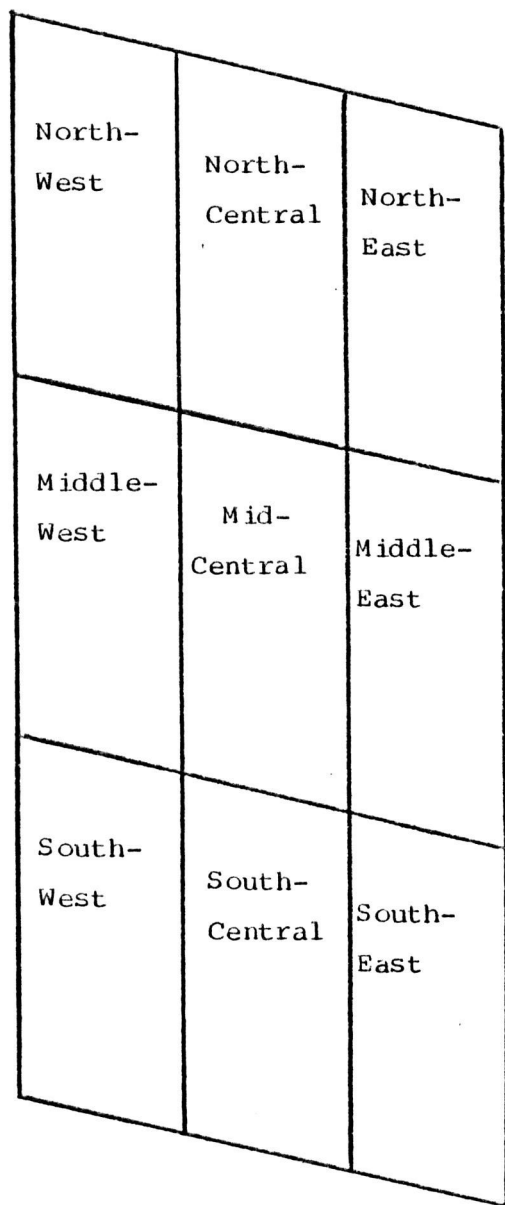 North-
West
North-
Central
North-
East
Middle-
West
Mid-
Central
Middle-
East
South-
West
South-
Central
South-
East